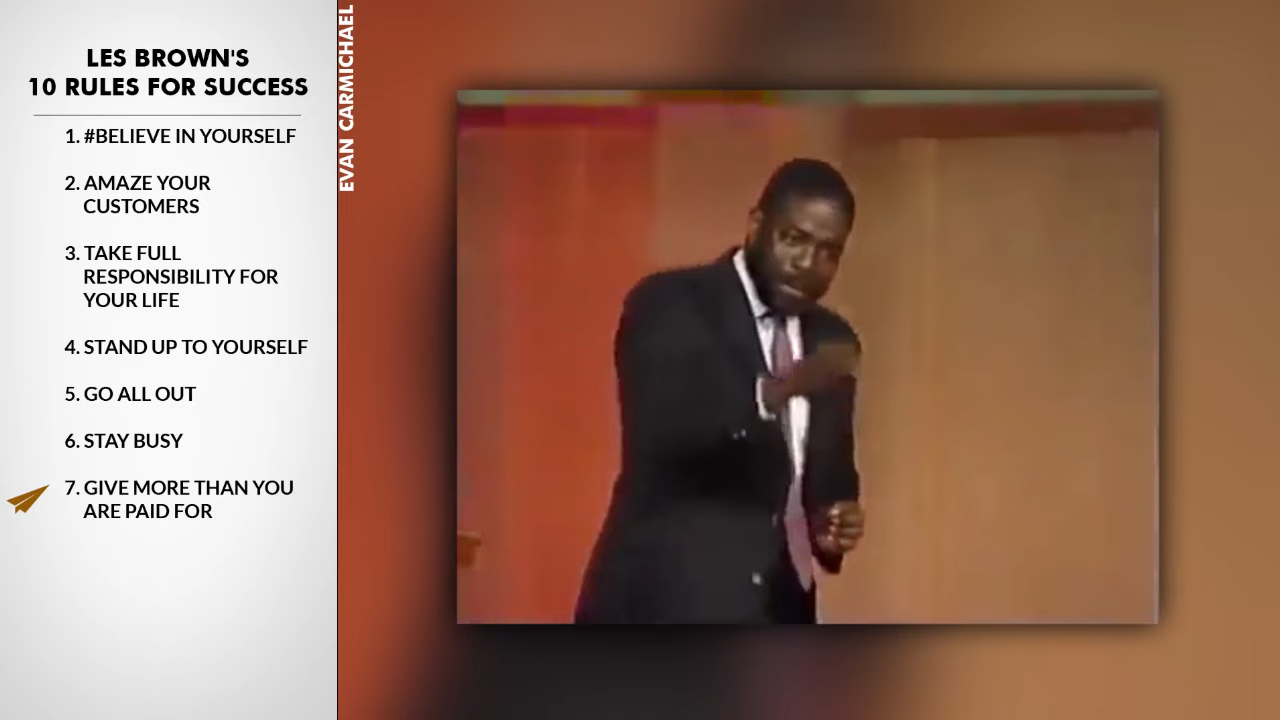 LES BROWN'S
10 RULES FOR SUCCESS
1. #BELIEVE IN YOURSELF
2. AMAZE YOUR
CUSTOMERS
3. TAKE FULL
RESPONSIBILITY FOR
YOUR LIFE
4. STAND UP TO YOURSELF
5. GO ALL OUT
6. STAY BUSY
7. GIVE MORE THAN YOU
ARE PAID FOR
EVAN CARMICHAEL